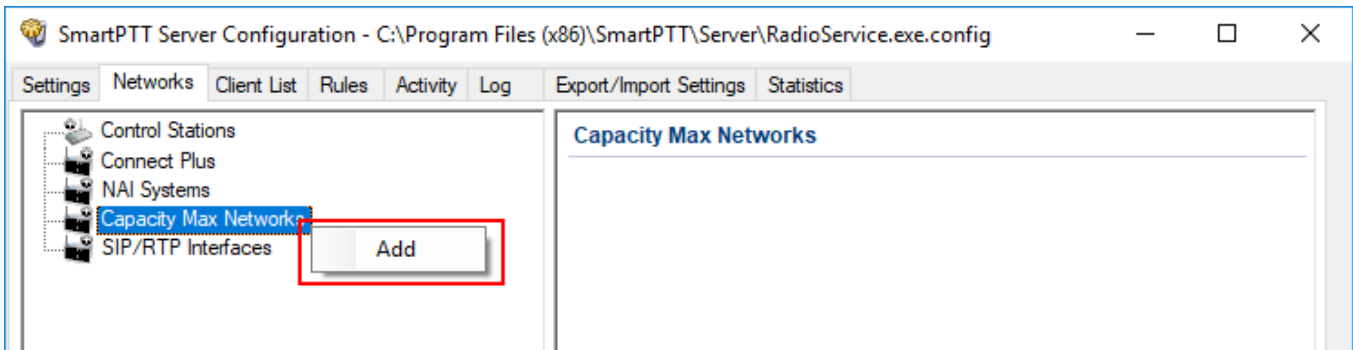 SmartPTT Server Configuration - C:\Program Files (x86)\SmartPTT\Server\RadioService.exe.config
Settings Networks Client List Rules Activity Log Export/Import Settings Statistics
Control Stations
Connect Plus
NAI Systems
Capacity Max Networks
SIP/RTP Interfaces
Add
Capacity Max Networks